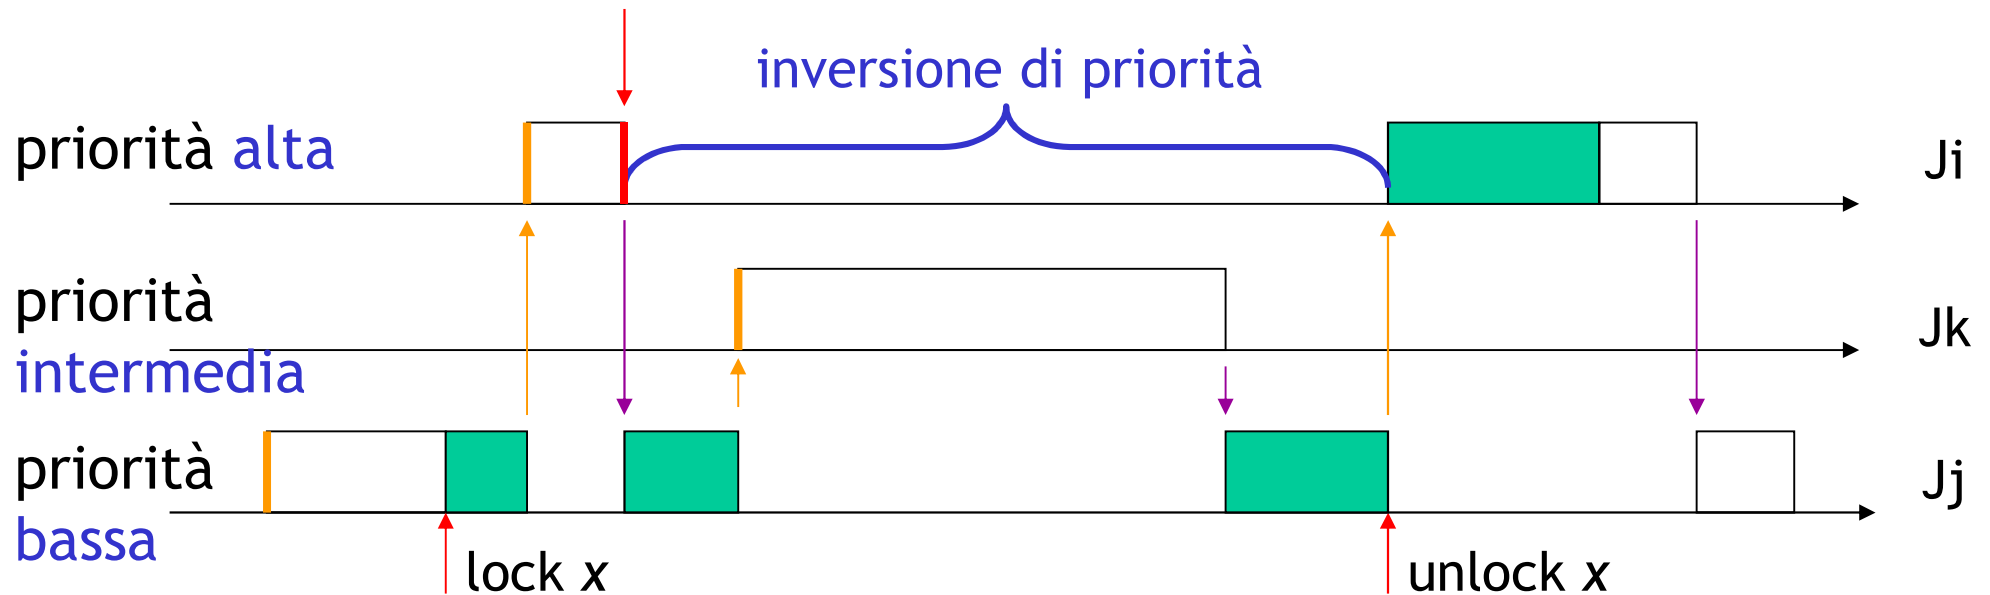 inversione di priorità
priorità alta
Ji
priorità
intermedia
Jk
priorità
bassa
Jj
lock x
unlock x